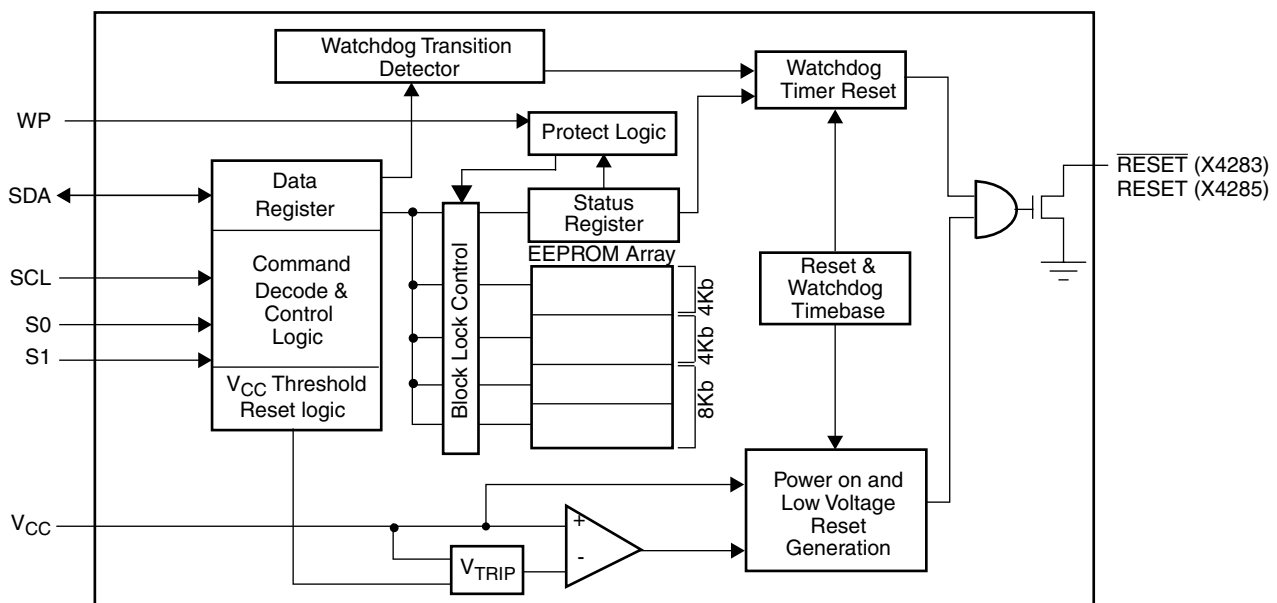 Watchdog Transition
Detector
Watchdog
Timer Reset
WP
Protect Logic
RESET (X4283)
RESET (X4285)
SDA
Data
Register
Status
Register
EEPROM Array
SCL
Command
Decode &
Control
Logic
S0
S1
Block Lock Control
4Kb
4Kb
8Kb
Reset &
Watchdog
Timebase
VCC Threshold
Reset logic
Power on and
Low Voltage
Reset
Generation
VCC
+
-
VTRIP